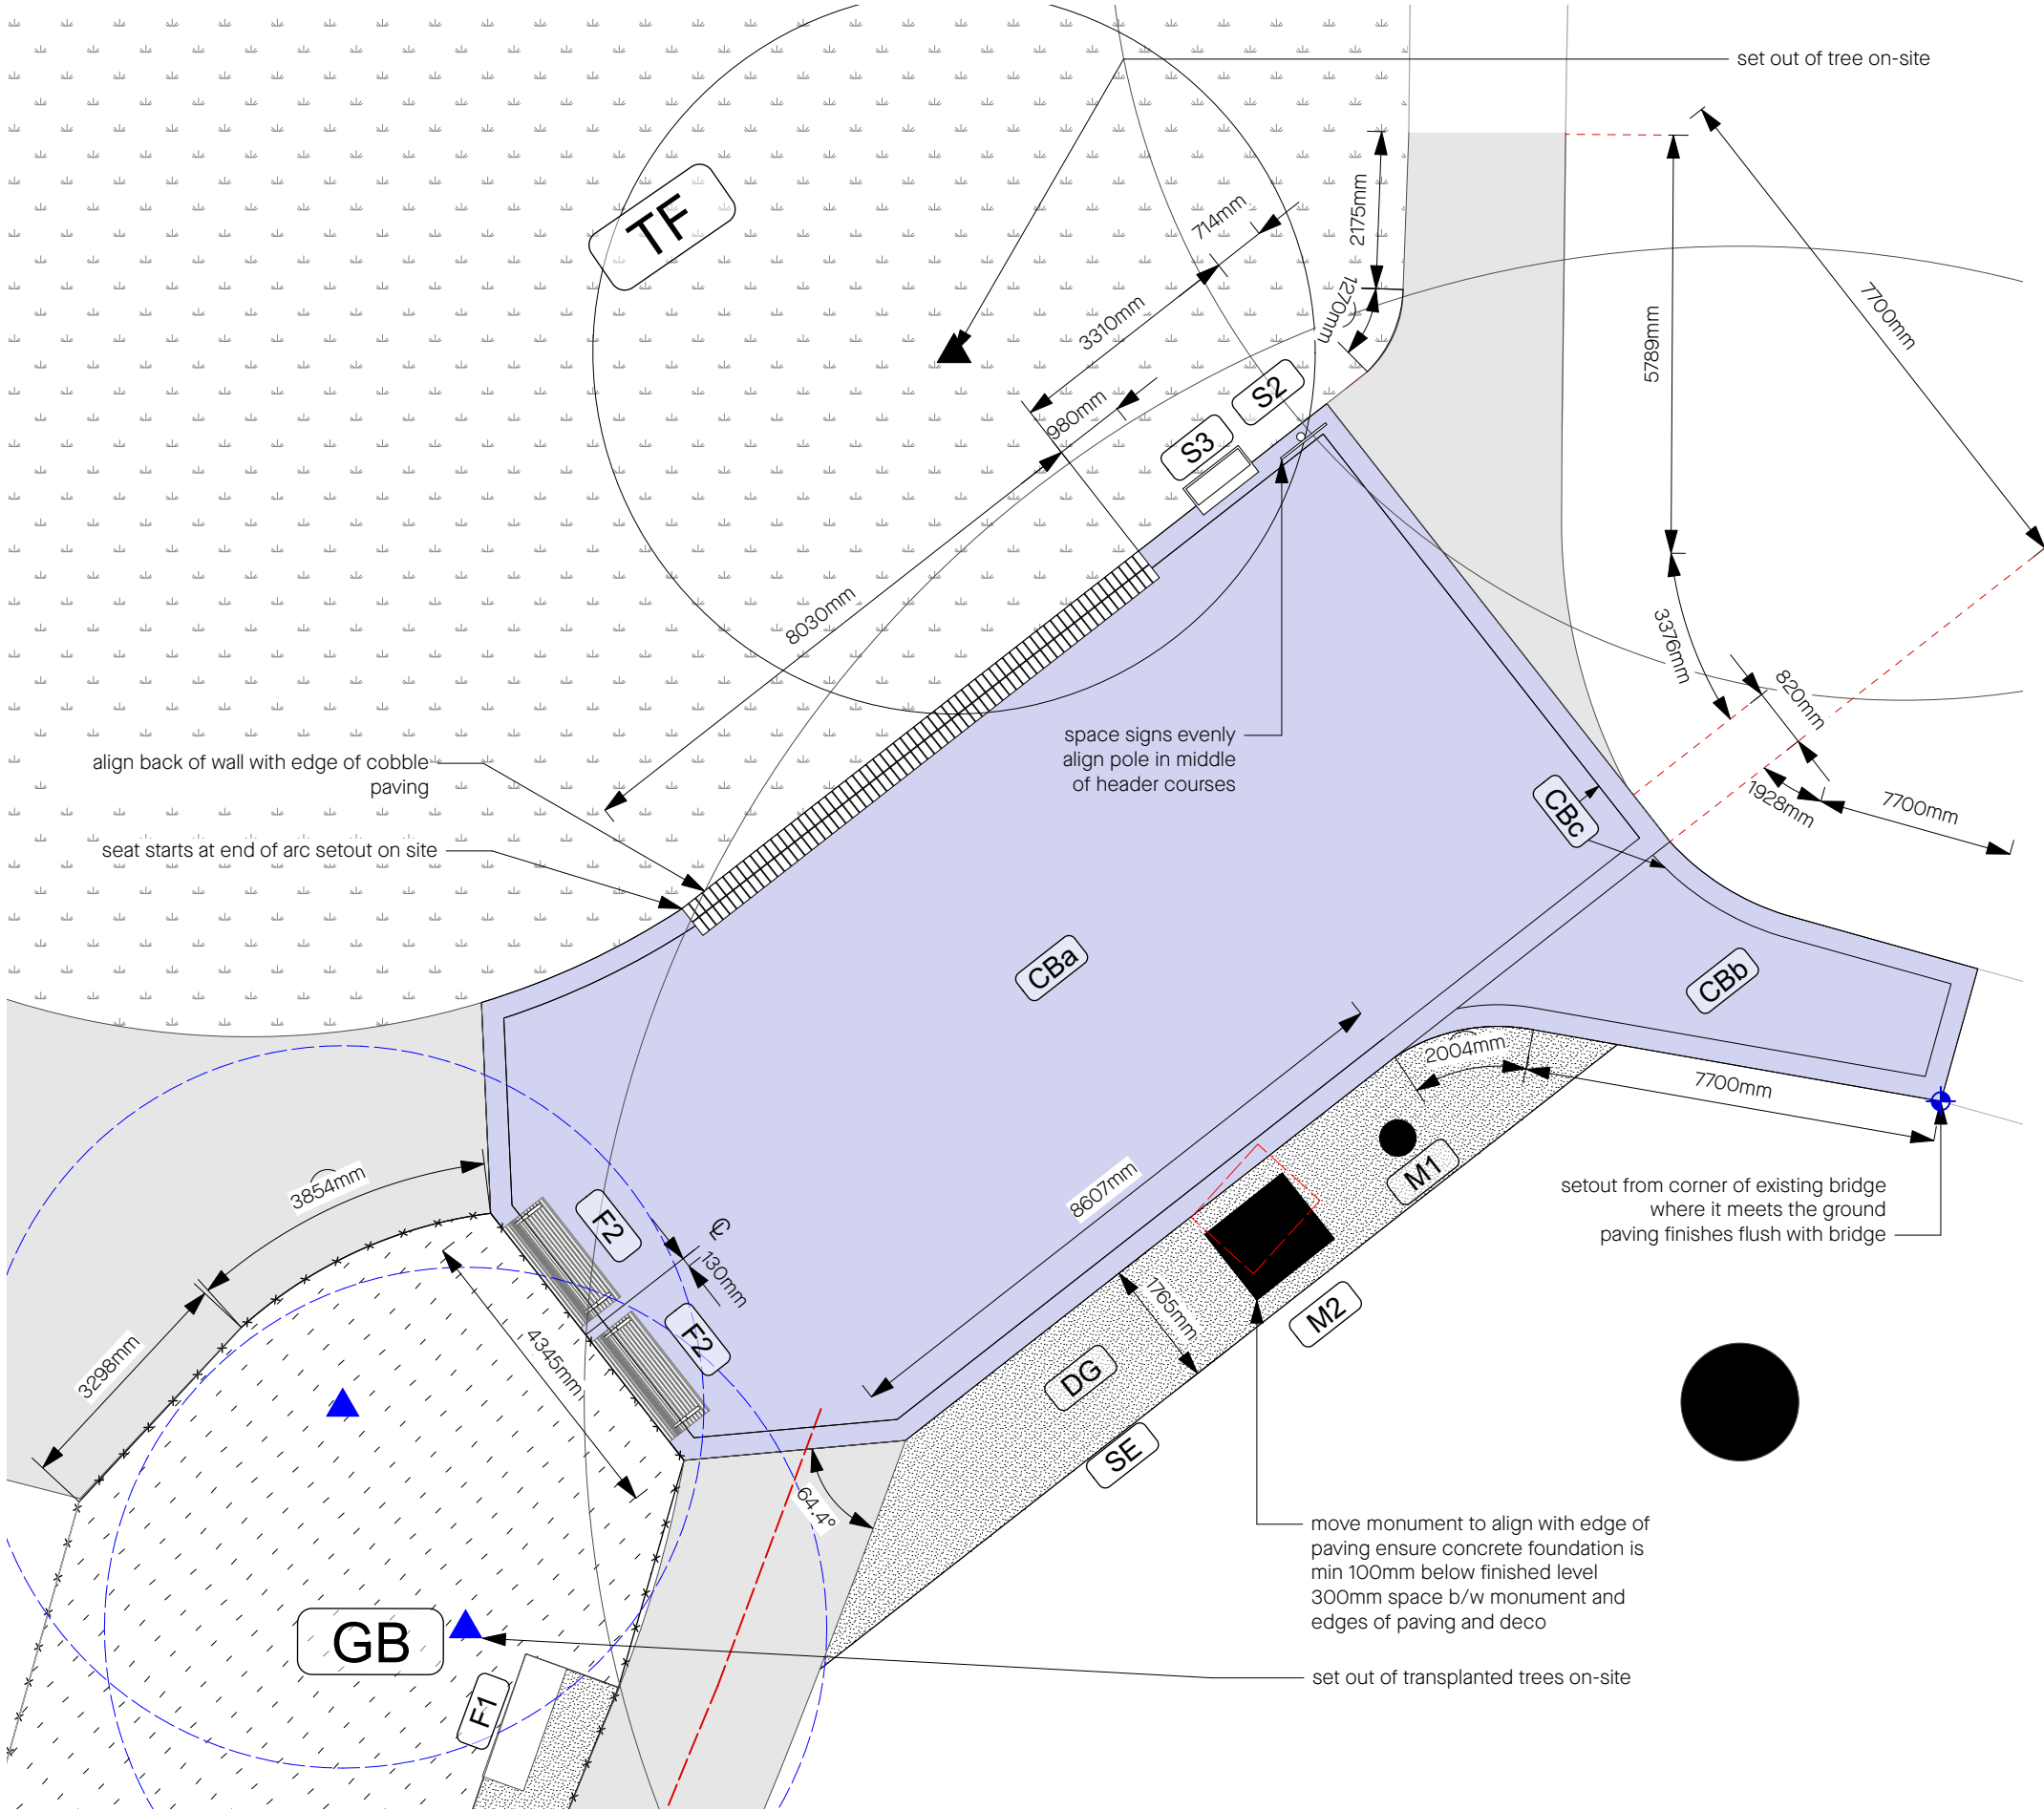 set out of tree on-site
TF
714mm
2175mm
1270mm
3310mm
7700mm
5789mm
980mm
S2
S3
8030mm
3376mm
820mm
space signs evenly
align pole in middle
of header courses
align back of wall with edge of cobble
paving
1928mm
7700mm
CBc
seat starts at end of arc setout on site
CBa
CBb
2004mm
7700mm
3854mm
M1
8607mm
setout from corner of existing bridge
where it meets the ground
paving finishes flush with bridge
F2
℄
130mm
1765mm
M2
F2
3298mm
4345mm
DG
SE
64.4°
move monument to align with edge of
paving ensure concrete foundation is
min 100mm below finished level
300mm space b/w monument and
edges of paving and deco
GB
set out of transplanted trees on-site
F1